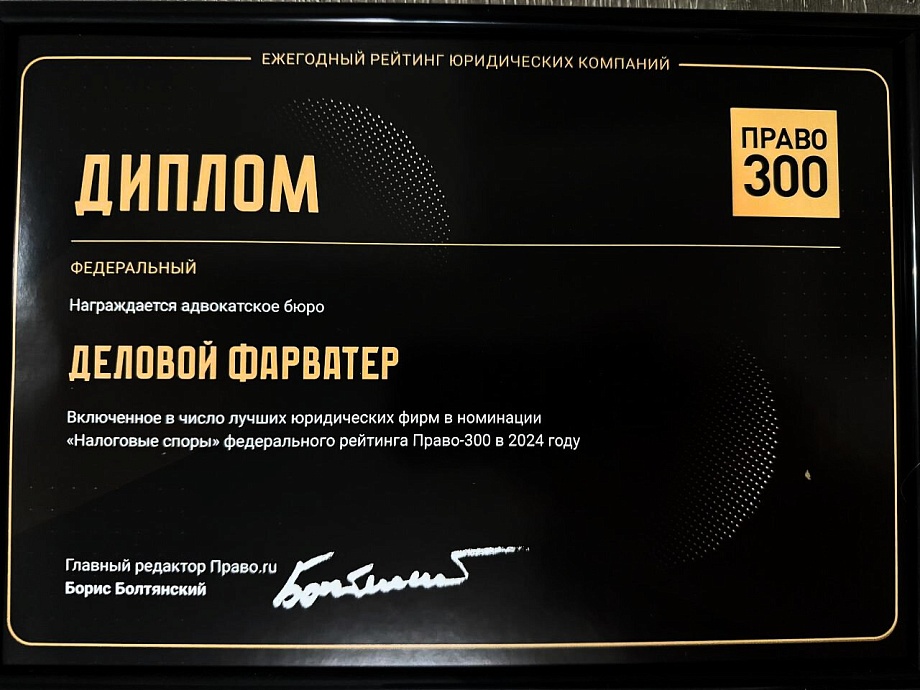 ЕЖЕГОДНЫЙ РЕЙТИНГ ЮРИДИЧЕСКИХ КОМПАНИЙ
ПРАВО
300
ДИПЛОМ
ФЕДЕРАЛЬНЫЙ
Награждается адвокатское бюро
ДЕЛОВОЙ ФАРВАТЕР
Включенное в число лучших юридических фирм в номинации
«Налоговые споры» федерального рейтинга Право-300 в 2024 году
Главный редактор Право.ru
Борис Болтянский